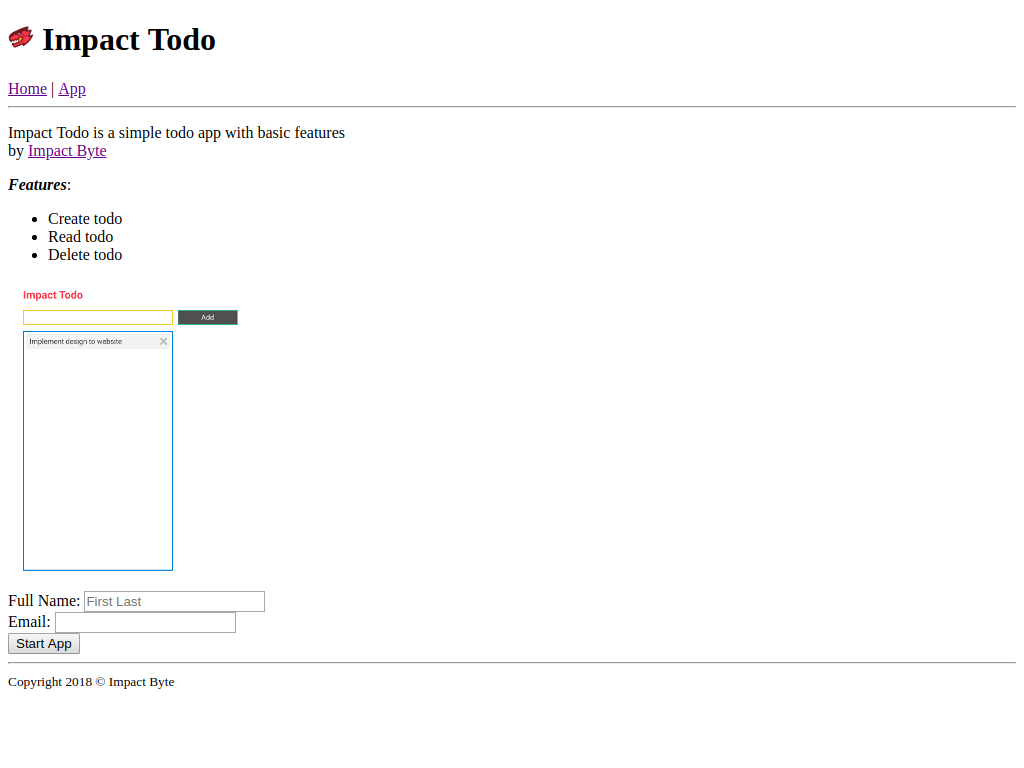 Impact Todo
Home | App
Impact Todo is a simple todo app with basic features
by Impact Byte
Features:
Create todo
Read todo
Delete todo
Impact Todo
Add
Implement design to website
Full Name: First Last
Email:
Start App
Copyright 2018 © Impact Byte